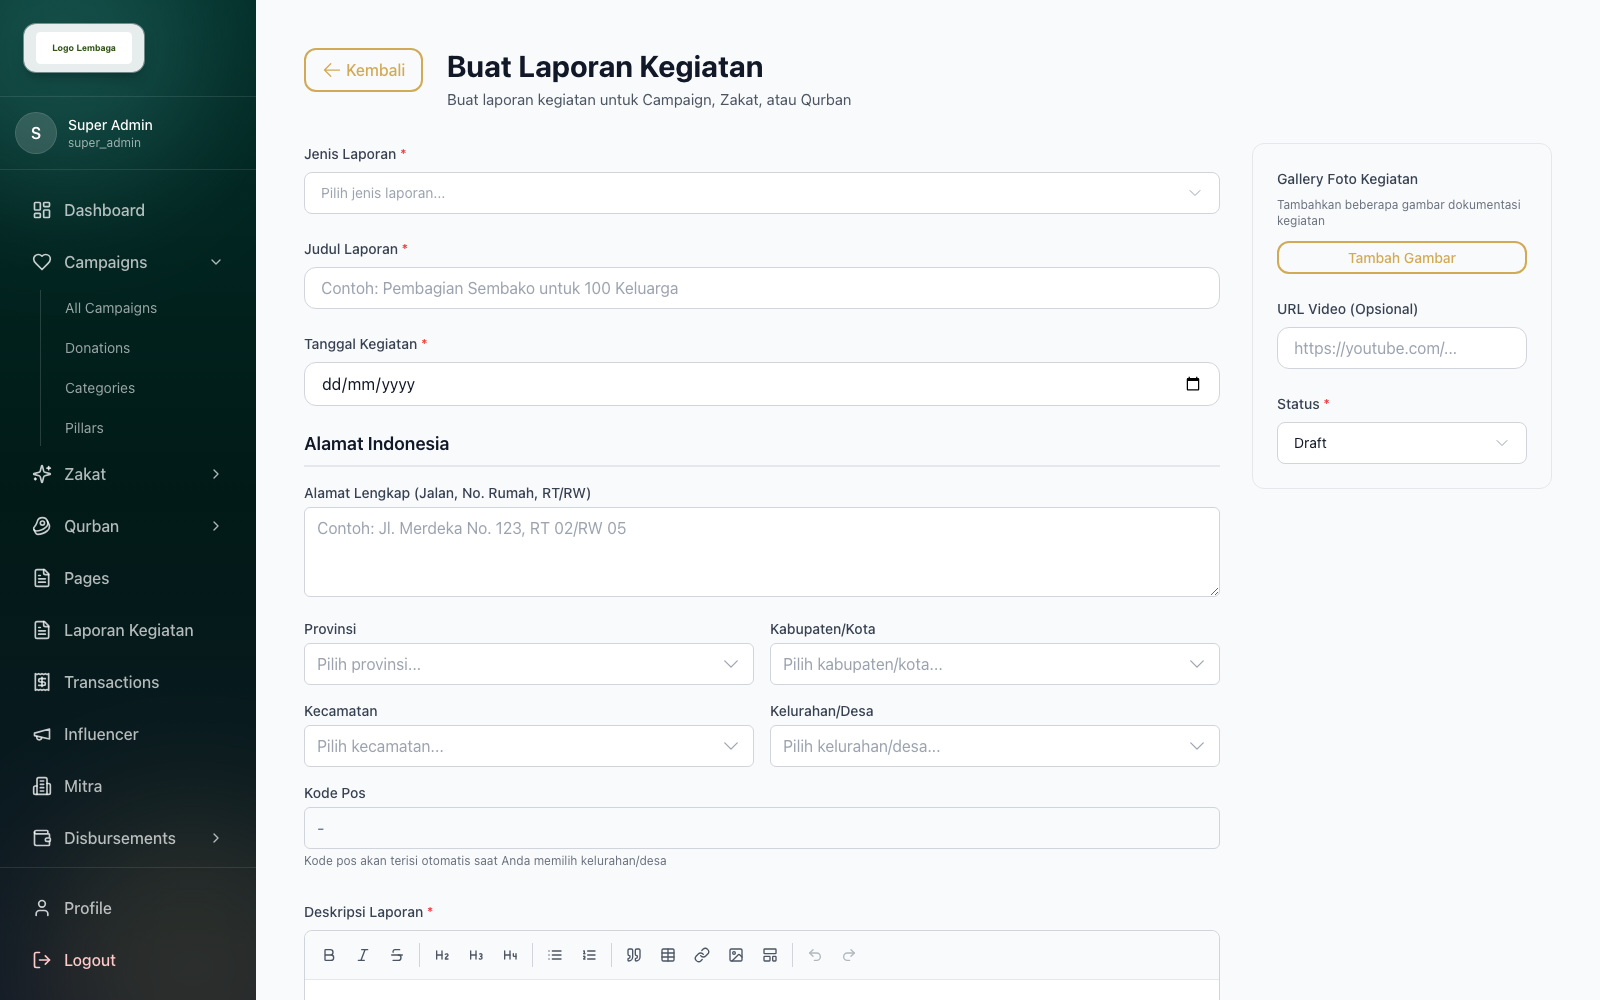 Logo Lembaga
S
Super Admin
super_admin
Dashboard
Campaigns
All Campaigns
Donations
Categories
Pillars
Zakat
Qurban
Pages
Laporan Kegiatan
Transactions
Influencer
Mitra
Disbursements
Profile
Logout
Kembali
Buat Laporan Kegiatan
Buat laporan kegiatan untuk Campaign, Zakat, atau Qurban
Jenis Laporan *
Pilih jenis laporan...
Judul Laporan *
Contoh: Pembagian Sembako untuk 100 Keluarga
Tanggal Kegiatan *
dd/mm/yyyy
Alamat Indonesia
Alamat Lengkap (Jalan, No. Rumah, RT/RW)
Contoh: Jl. Merdeka No. 123, RT 02/RW 05
Provinsi
Pilih provinsi...
Kabupaten/Kota
Pilih kabupaten/kota...
Kecamatan
Pilih kecamatan...
Kelurahan/Desa
Pilih kelurahan/desa...
Kode Pos
-
Kode pos akan terisi otomatis saat Anda memilih kelurahan/desa
Deskripsi Laporan *
B I S H2 H3 H4
Gallery Foto Kegiatan
Tambahkan beberapa gambar dokumentasi
kegiatan
Tambah Gambar
URL Video (Opsional)
https://youtube.com/...
Status *
Draft